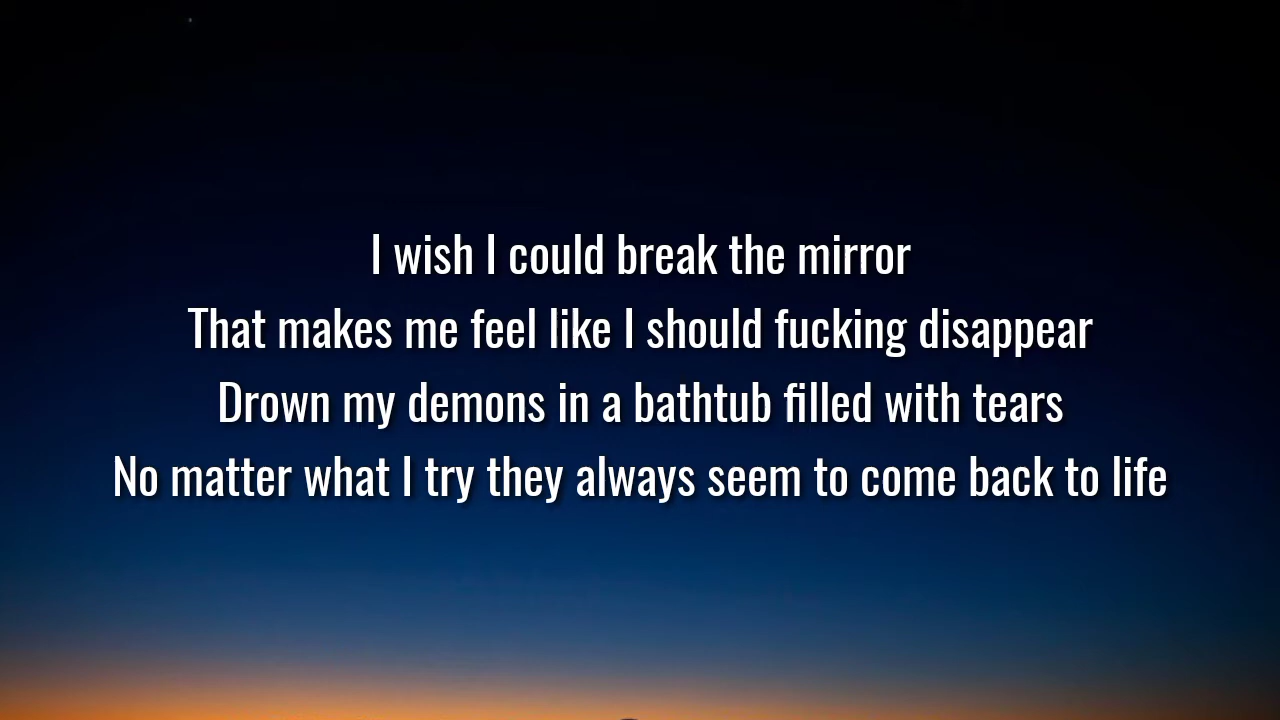 I wish I could break the mirror
That makes me feel like I should fucking disappear
Drown my demons in a bathtub filled with tears
No matter what I try they always seem to come back to life